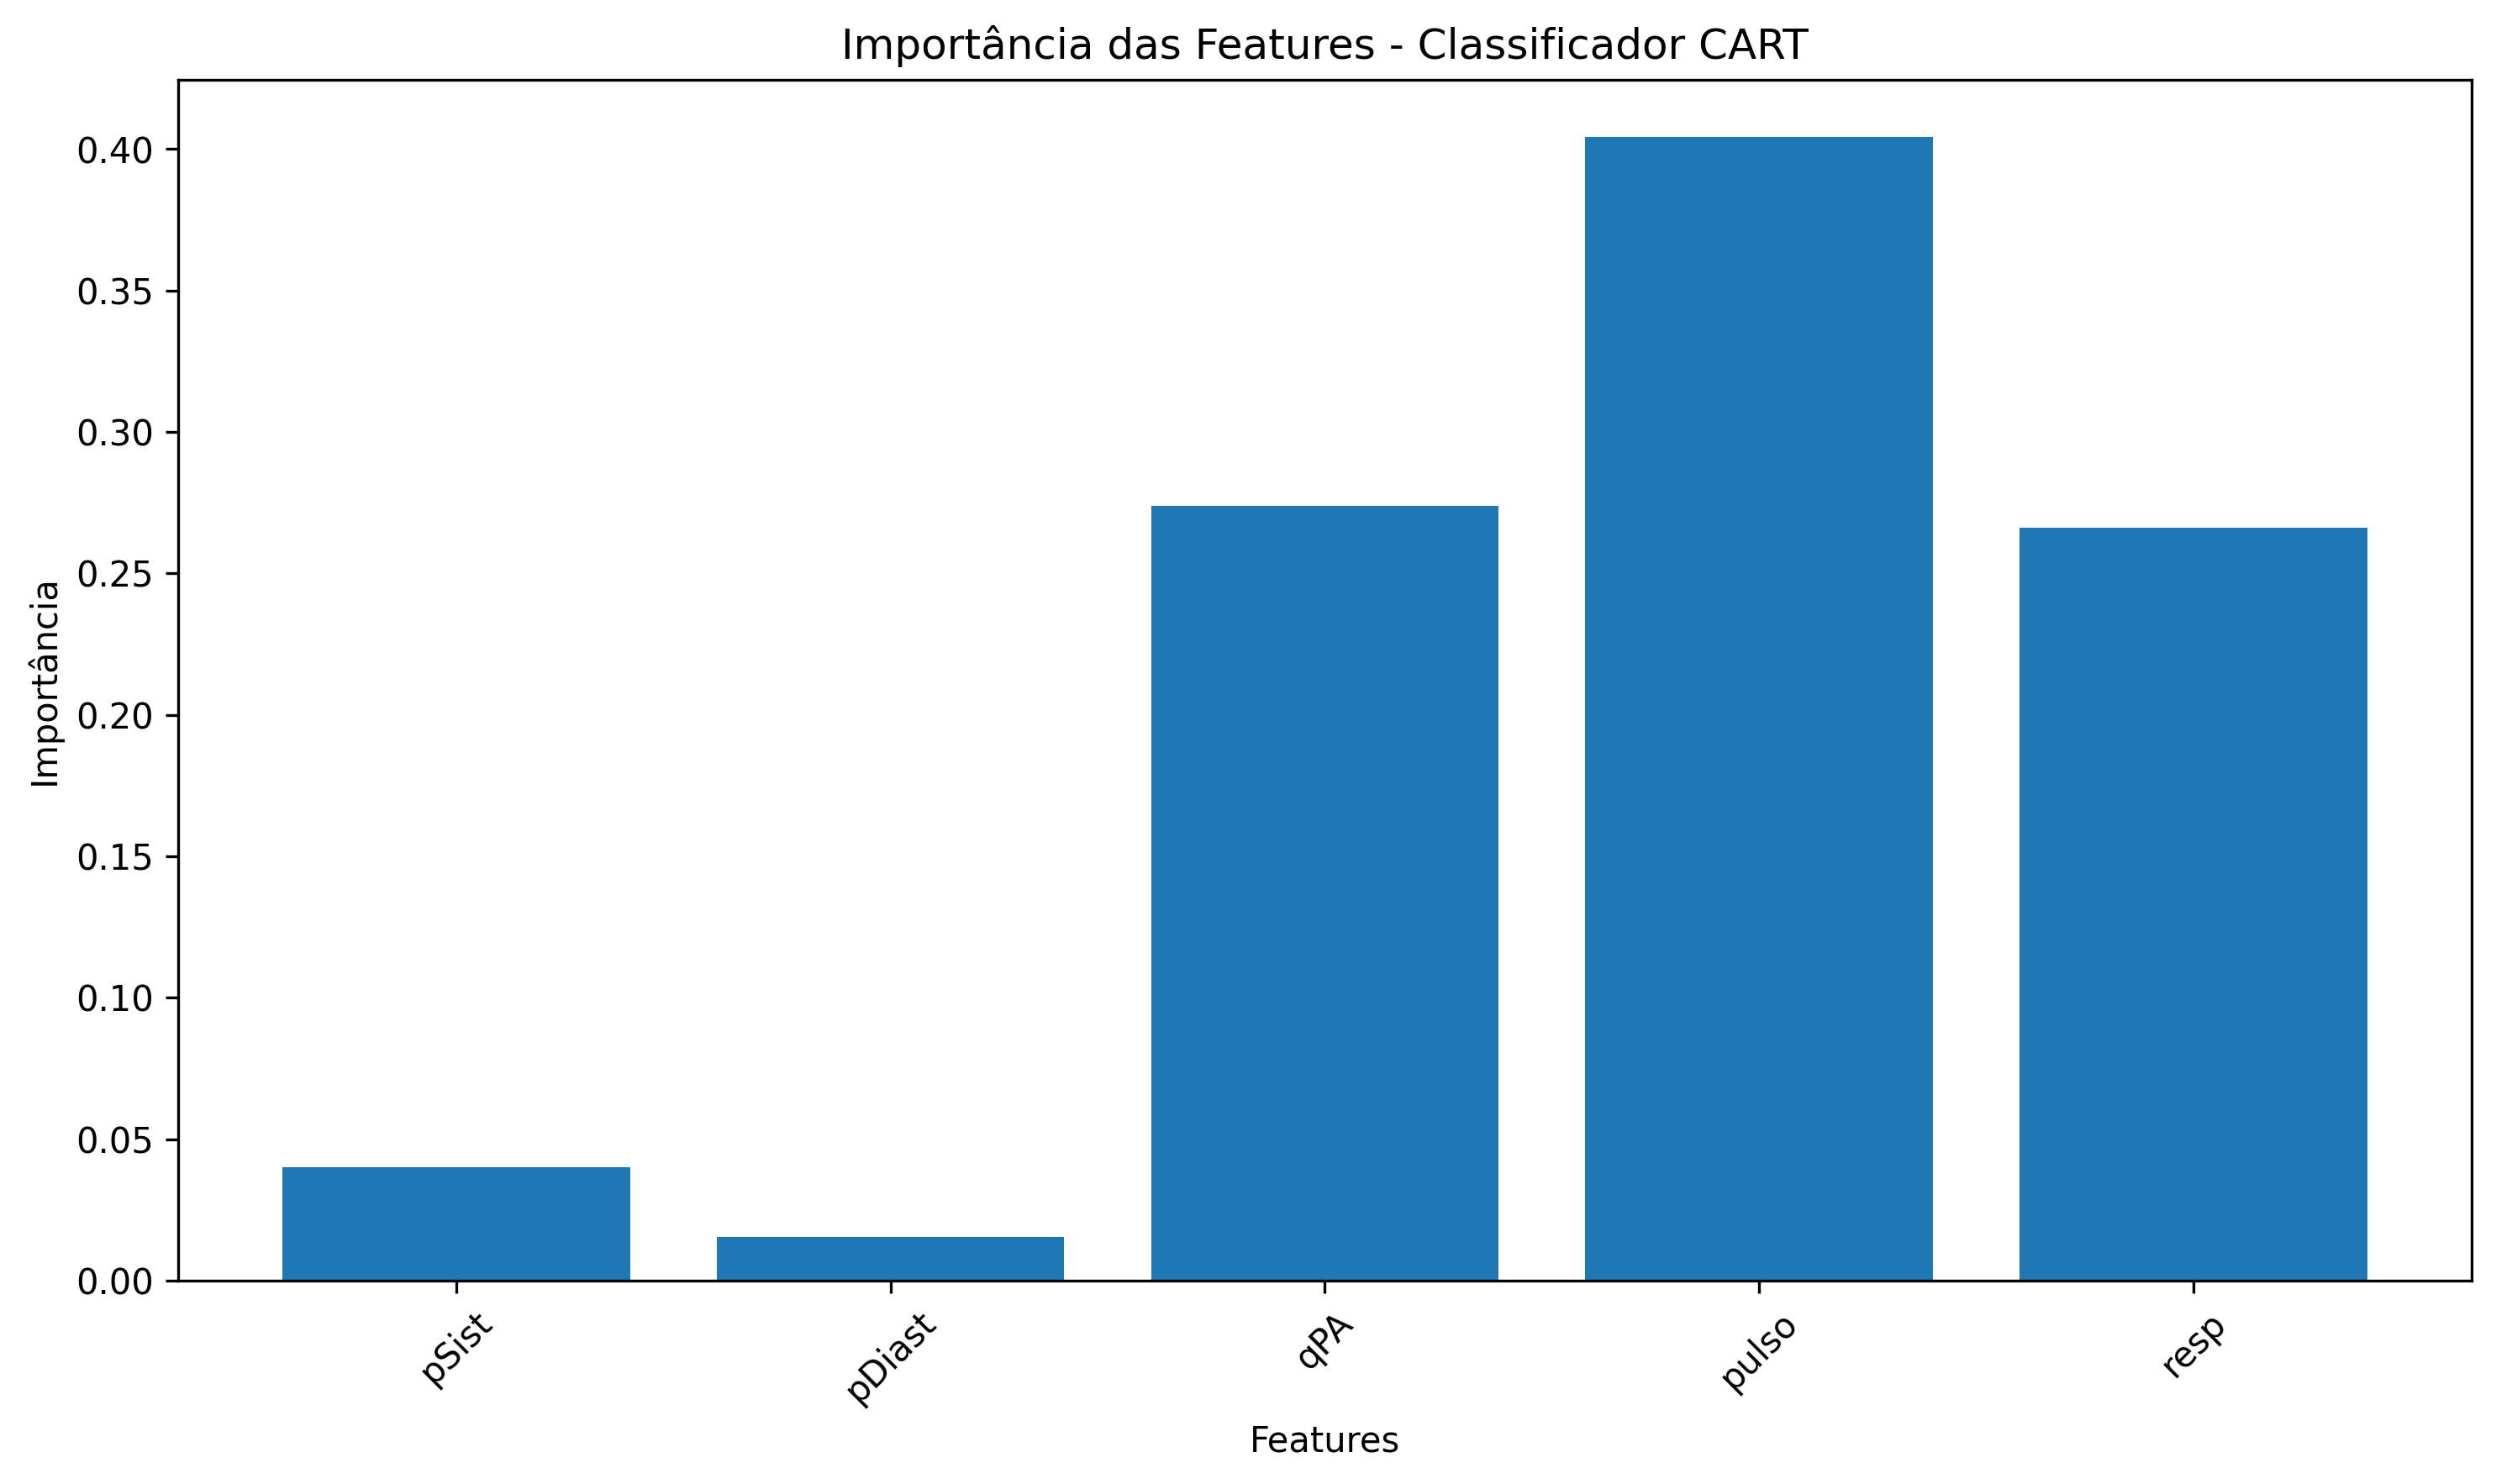 Importância das Features - Classificador CART
Importância
0.40
0.35
0.30
0.25
0.20
0.15
0.10
0.05
0.00
pSist
pDiast
qPA
pulso
resp
Features